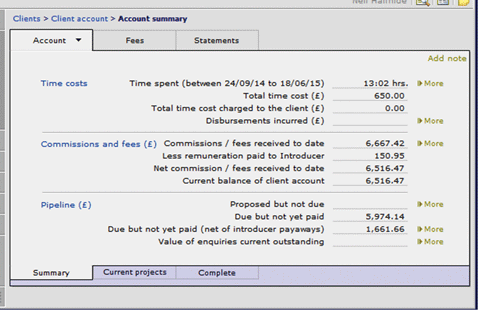 Clients > Client account > Account summary
Account Fees Statements
Add note
Time costs Time spent (between 24/09/14 to 18/06/15) 13:02 hrs. More
Total time cost (£) 650.00
Total time cost charged to the client (£) 0.00
Disbursements incurred (£) More
Commissions and fees (£) Commissions / fees received to date 6,667.42 More
Less remuneration paid to Introducer 150.95
Net commission / fees received to date 6,516.47
Current balance of client account 6,516.47
Pipeline (£) Proposed but not due More
Due but not yet paid 5,974.14
Due but not yet paid (net of introducer payaways) 1,661.66 More
Value of enquiries current outstanding More
Summary Current projects Complete